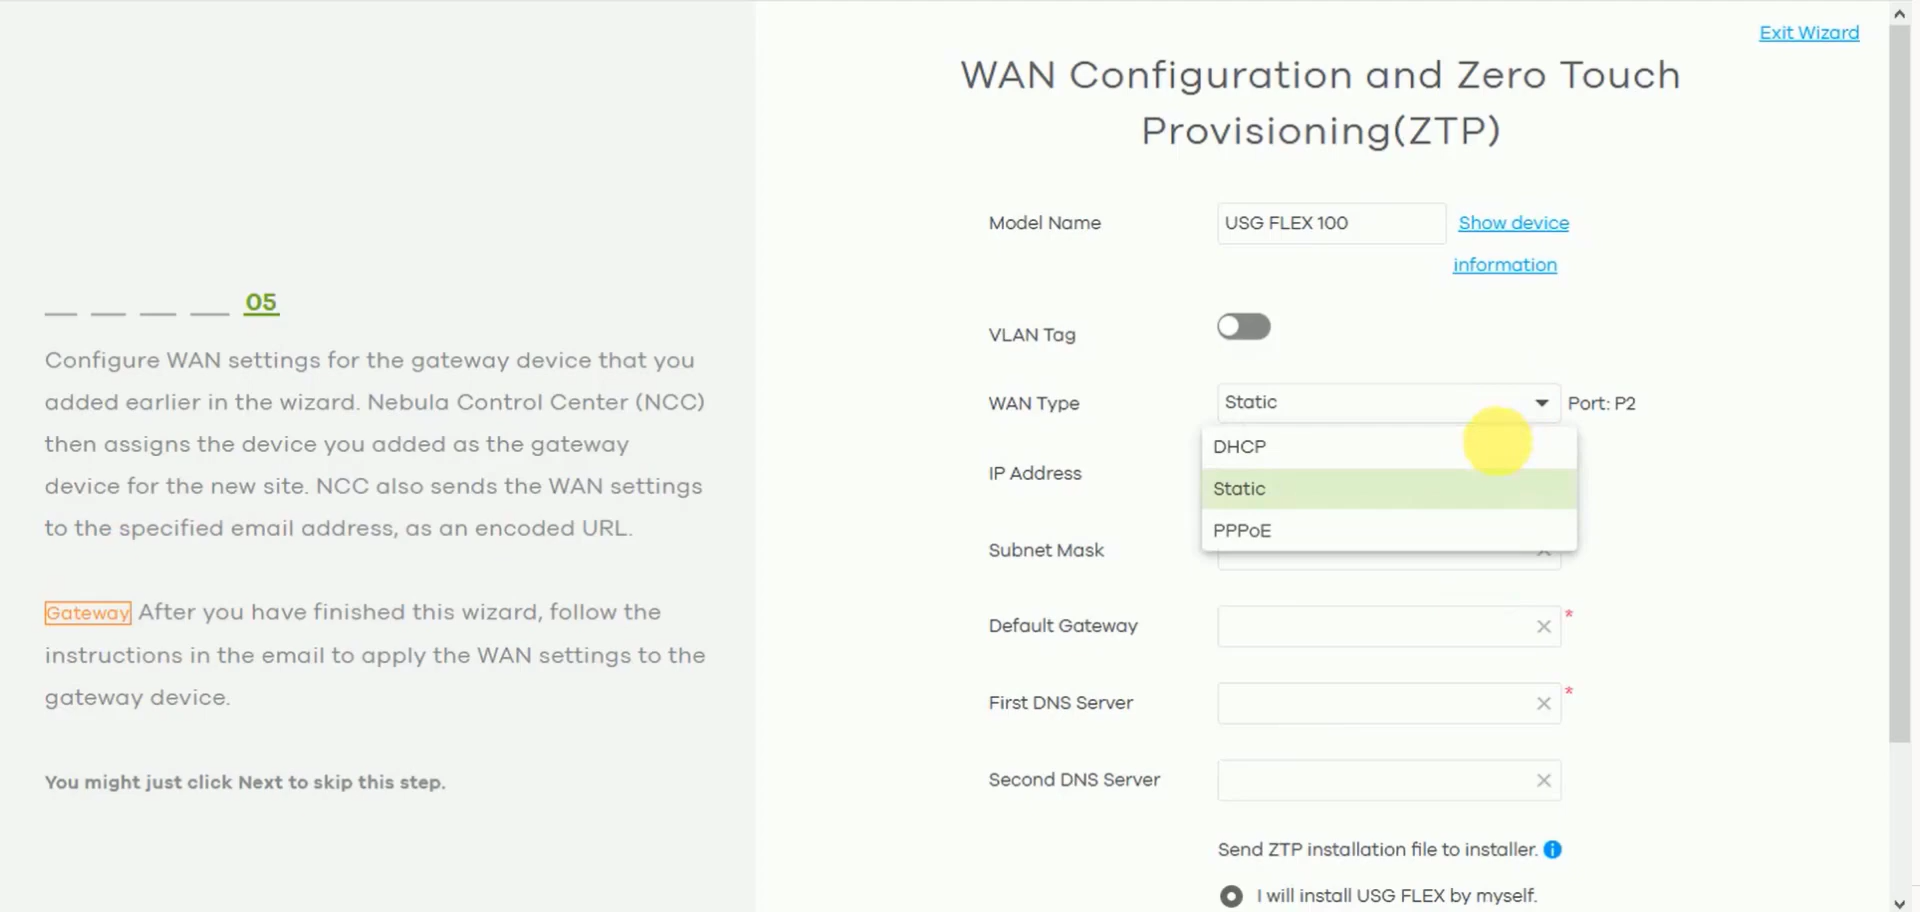 Exit Wizard
WAN Configuration and Zero Touch
Provisioning(ZTP)
05
Configure WAN settings for the gateway device that you
added earlier in the wizard. Nebula Control Center (NCC)
then assigns the device you added as the gateway
device for the new site. NCC also sends the WAN settings
to the specified email address, as an encoded URL.
Gateway After you have finished this wizard, follow the
instructions in the email to apply the WAN settings to the
gateway device.
You might just click Next to skip this step.
Model Name USG FLEX 100 Show device
information
VLAN Tag
WAN Type Static Port: P2
DHCP
IP Address
Static
PPPoE
Subnet Mask
Default Gateway *
First DNS Server *
Second DNS Server
Send ZTP installation file to installer.
I will install USG FLEX by myself.